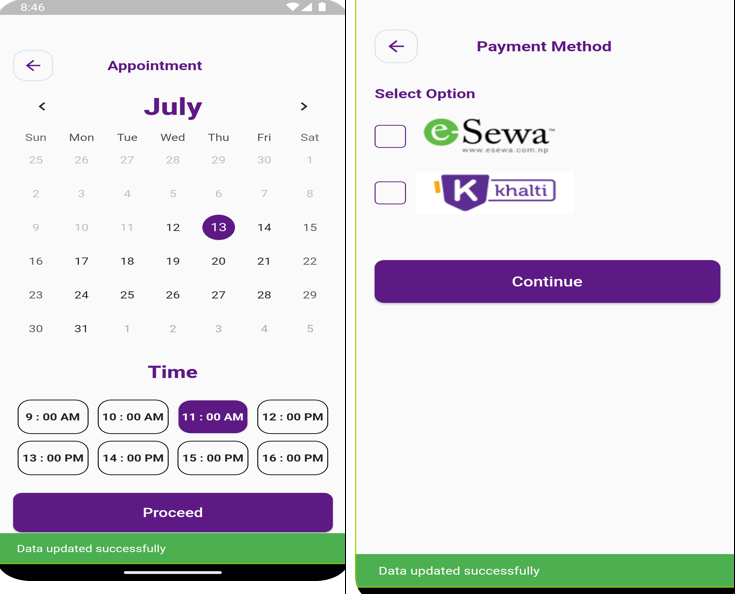 8:46
Appointment
< July >
Sun Mon Tue Wed Thu Fri Sat
25 26 27 28 29 30 1
2 3 4 5 6 7 8
9 10 11 12 13 14 15
16 17 18 19 20 21 22
23 24 25 26 27 28 29
30 31 1 2 3 4 5
Time
9 : 00 AM 10 : 00 AM 11 : 00 AM 12 : 00 PM
13 : 00 PM 14 : 00 PM 15 : 00 PM 16 : 00 PM
Proceed
Data updated successfully
Payment Method
Select Option
e-Sewa™
www.esewa.com.np
K khalti
Continue
Data updated successfully